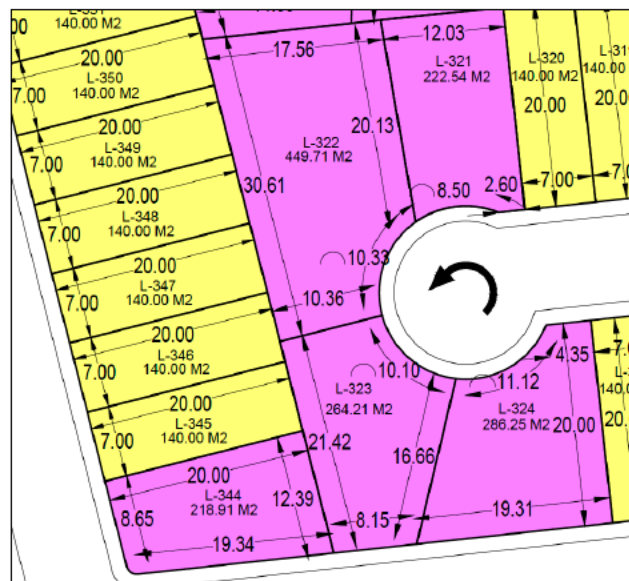 140.00 M2
L-350
140.00 M2
20.00
7.00
L-349
140.00 M2
20.00
7.00
L-348
140.00 M2
20.00
7.00
L-347
140.00 M2
20.00
7.00
L-346
140.00 M2
20.00
7.00
L-345
140.00 M2
20.00
7.00
L-344
218.91 M2
20.00
8.65
12.39
19.34
17.56
L-322
449.71 M2
20.13
30.61
10.33
10.36
12.03
L-321
222.54 M2
8.50
2.60
L-320
140.00 M2
20.00
7.00
140.00
20.
L-323
264.21 M2
10.10
21.42
16.66
8.15
L-324
286.25 M2
11.12
4.35
20.00
19.31